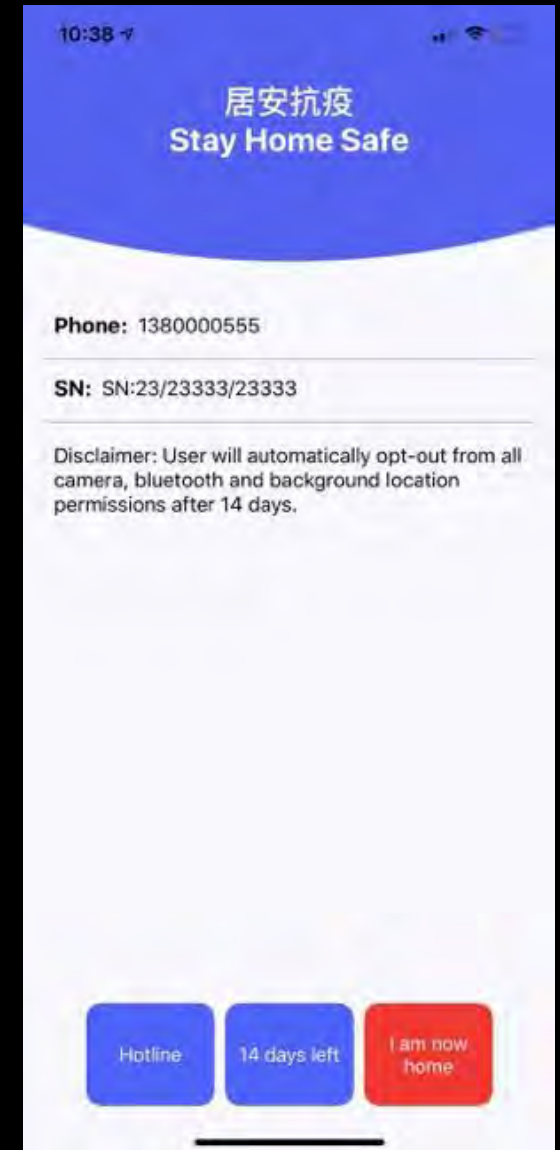 10:38
居安抗疫
Stay Home Safe
Phone: 1380000555
SN: SN:23/23333/23333
Disclaimer: User will automatically opt-out from all
camera, bluetooth and background location
permissions after 14 days.
Hotline
14 days left
I am now
home